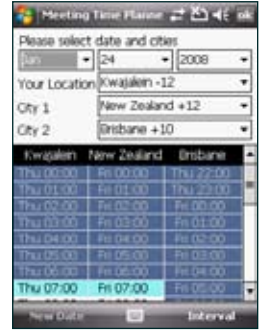 Meeting Time Planne ok
Please select date and cities
Jan 24 2008
Your Location Kwajalein -12
City 1 New Zealand +12
City 2 Brisbane +10
Kwajalein New Zealand Brisbane
Thu 00:00 Fri 00:00 Thu 22:00
Thu 01:00 Fri 01:00 Thu 23:00
Thu 02:00 Fri 02:00 Fri 00:00
Thu 03:00 Fri 03:00 Fri 01:00
Thu 04:00 Fri 04:00 Fri 02:00
Thu 05:00 Fri 05:00 Fri 03:00
Thu 06:00 Fri 06:00 Fri 04:00
Thu 07:00 Fri 07:00 Fri 05:00
New Date Interval